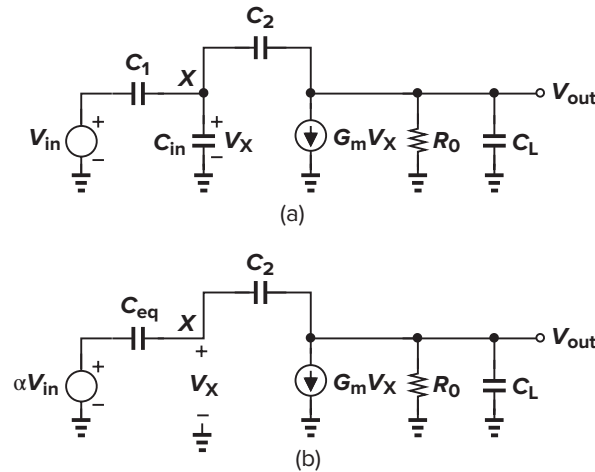 C2
C1
X
Vout
Vin
+
−
Cin
+
VX
−
GmVX
R0
CL
(a)
C2
Ceq
X
Vout
αVin
+
−
+
VX
−
GmVX
R0
CL
(b)